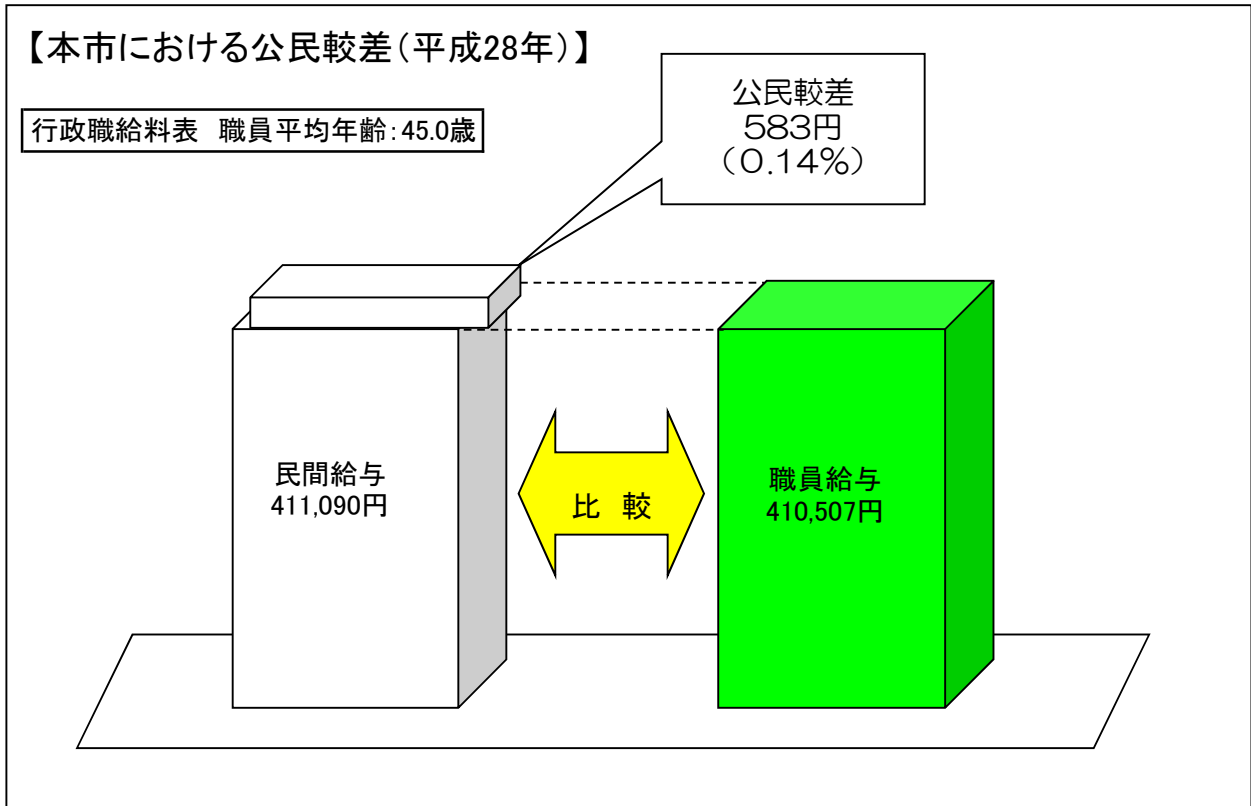 【本市における公民較差（平成28年）】
行政職給料表　職員平均年齢：45.0歳
公民較差
583円
（0.14%）
民間給与
411,090円
比　較
職員給与
410,507円